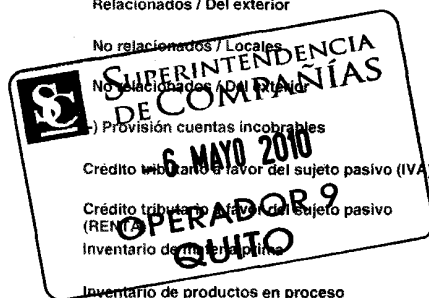 Relacionados / Del exterior
No relacionados / Locales
No relacionados / Del exterior
(-) Provisión cuentas incobrables
Crédito tributario a favor del sujeto pasivo (IVA)
Crédito tributario a favor del sujeto pasivo
(RENTA)
Inventario de materia prima
Inventario de productos en proceso
SC
SUPERINTENDENCIA
DE COMPAÑÍAS
- 6 MAYO 2010
OPERADOR 9
QUITO